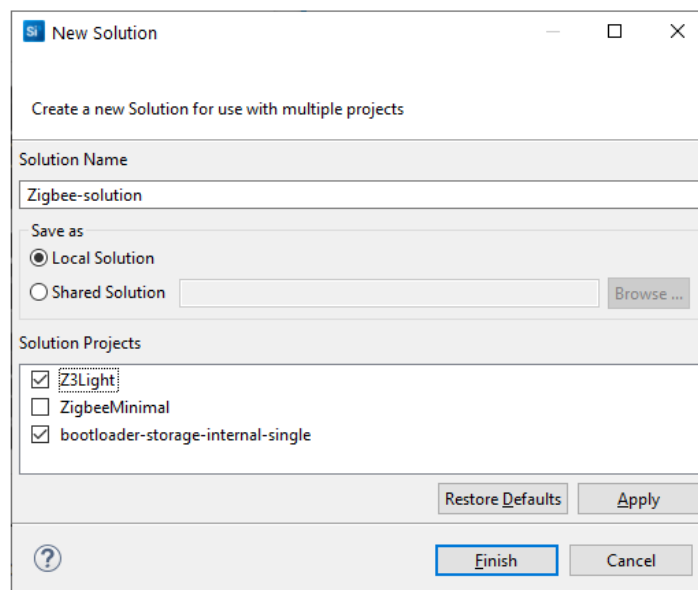 Si New Solution
Create a new Solution for use with multiple projects
Solution Name
Zigbee-solution
Save as
Local Solution
Shared Solution Browse ...
Solution Projects
Z3Light
ZigbeeMinimal
bootloader-storage-internal-single
Restore Defaults Apply
? Finish Cancel